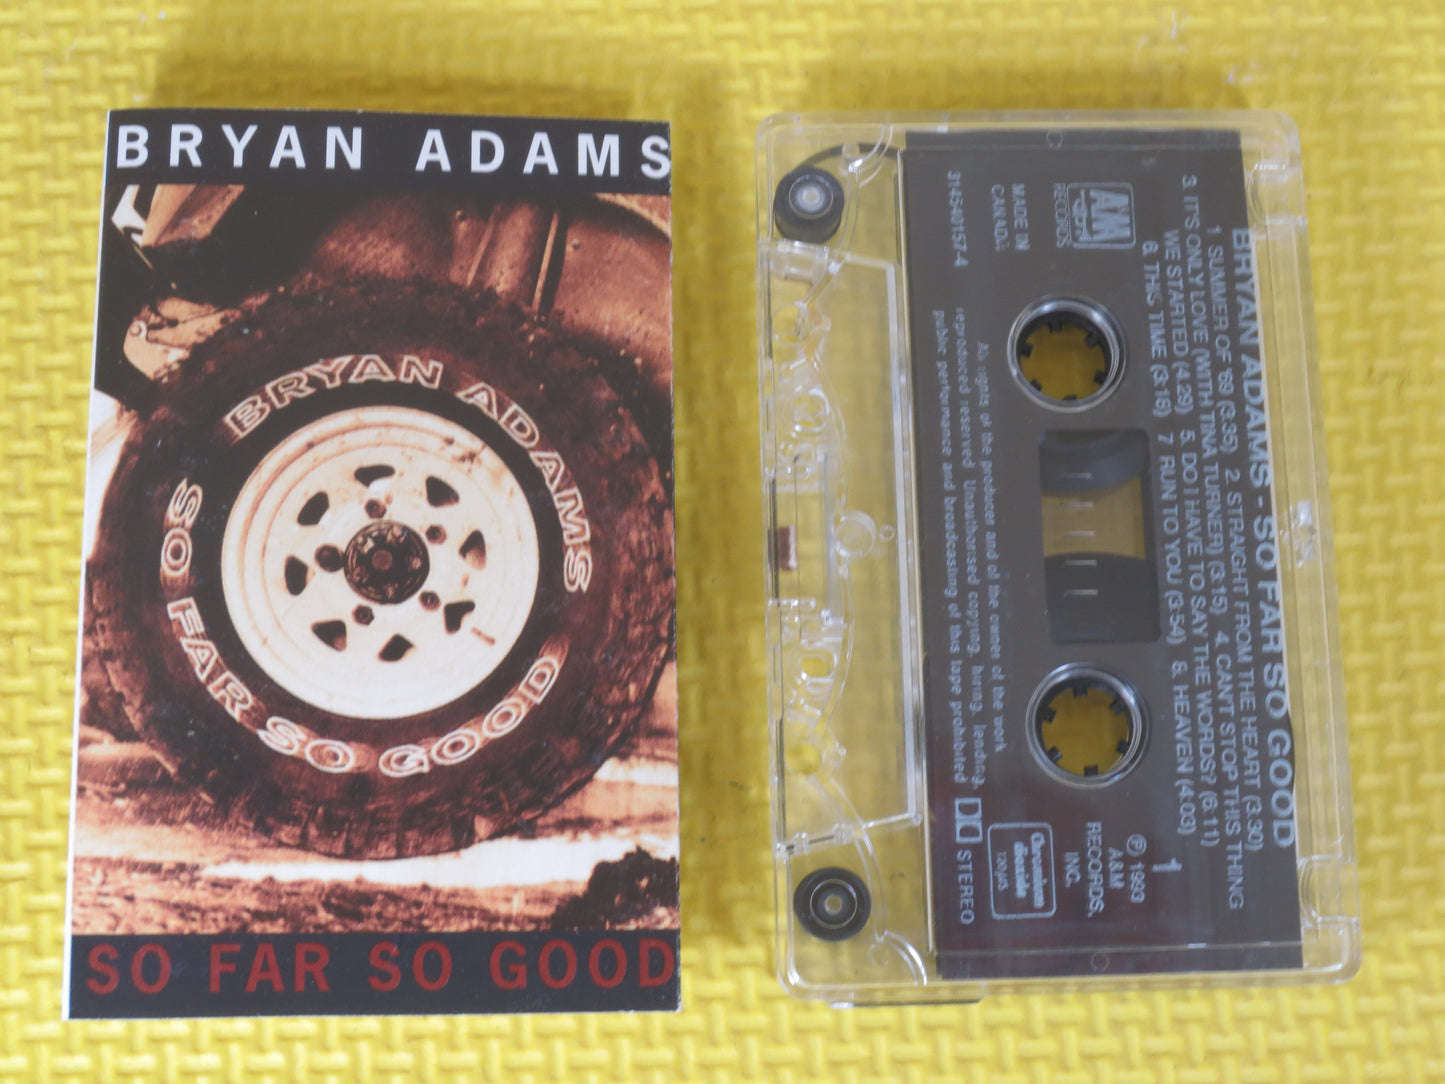 BRYAN ADAMS
BRYAN ADAMS
SO FAR SO GOOD
SO FAR SO GOOD
BRYAN ADAMS - SO FAR SO GOOD
1. SUMMER OF '69 (3:35) 2. STRAIGHT FROM THE HEART (3:30),
3. IT'S ONLY LOVE (WITH TINA TURNER) (3:15) 4. CAN'T STOP THIS THING
WE STARTED (4:29) 5. DO I HAVE TO SAY THE WORDS? (6:11)
6. THIS TIME (3:18) 7. RUN TO YOU (3:54) 8. HEAVEN (4:03)
A&M
RECORDS
MADE IN
CANADA
314540157-4
1
℗ 1993
A&M
RECORDS,
INC.
All rights of the producer and of the owner of the work
reproduced reserved. Unauthorised copying, hiring, lending,
public performance and broadcasting of this tape prohibited
STEREO
120µS